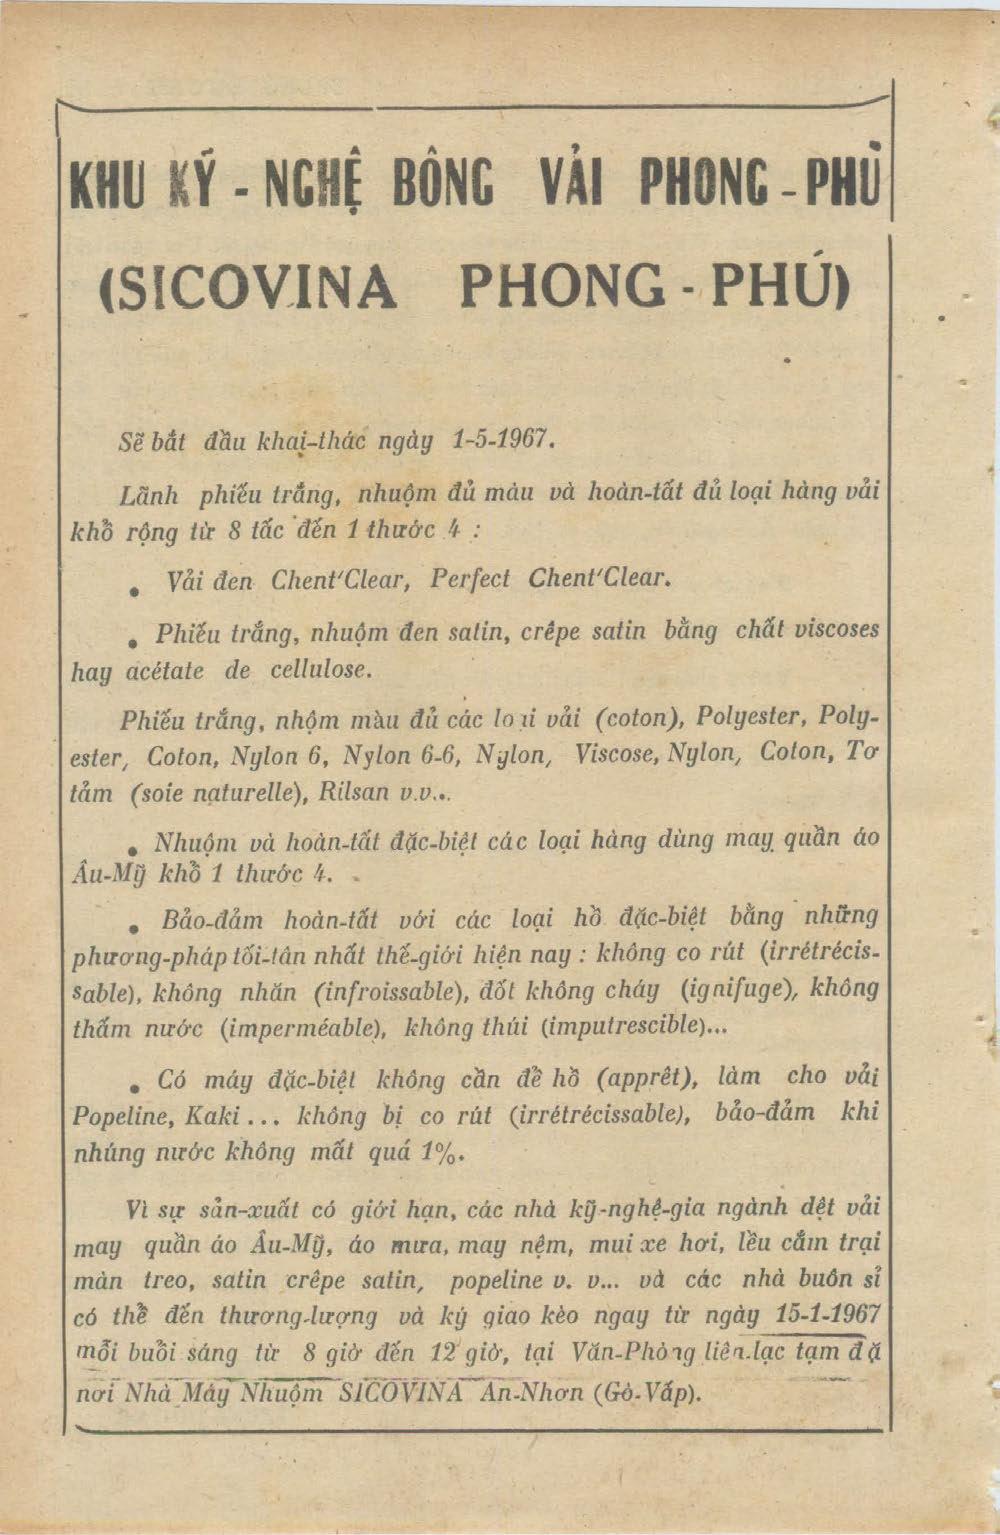 KHU KỸ - NGHỆ BÔNG VẢI PHONG - PHÚ
(SICOVINA PHONG - PHÚ)
Sẽ bắt đầu khai-thác ngày 1-5-1967.
Lãnh phiếu trắng, nhuộm đủ màu và hoàn-tất đủ loại hàng vải
khổ rộng từ 8 tấc đến 1 thước 4 :
• Vải đen Chent'Clear, Perfect Chent'Clear.
• Phiếu trắng, nhuộm đen satin, crêpe satin bằng chất viscoses
hay acétate de cellulose.
Phiếu trắng, nhộm màu đủ các loại vải (coton), Polyester, Poly-
ester, Coton, Nylon 6, Nylon 6-6, Nylon, Viscose, Nylon, Coton, Tơ
tảm (soie naturelle), Rilsan v.v...
• Nhuộm và hoàn-tất đặc-biệt các loại hàng dùng may quần áo
Âu-Mỹ khổ 1 thước 4.
• Bảo-đảm hoàn-tất với các loại hồ đặc-biệt bằng những
phương-pháp tối-tân nhất thế-giới hiện nay : không co rút (irrétrécis-
sable), không nhăn (infroissable), đốt không cháy (ignifuge), không
thấm nước (imperméable), không thúi (imputrescible)...
• Có máy đặc-biệt không cần để hồ (apprêt), làm cho vải
Popeline, Kaki... không bị co rút (irrétrécissable), bảo-đảm khi
nhúng nước không mất quá 1%.
Vì sự sản-xuất có giới hạn, các nhà kỹ-nghệ-gia ngành dệt vải
may quần áo Âu-Mỹ, áo mưa, may nệm, mui xe hơi, lều cắm trại
màn treo, satin crêpe satin, popeline v. v... và các nhà buôn sỉ
có thể đến thương-lượng và ký giao kèo ngay từ ngày 15-1-1967
mỗi buổi sáng từ 8 giờ đến 12 giờ, tại Văn-Phòng liên-lạc tạm đặ
nơi Nhà Máy Nhuộm SICOVINA An-Nhơn (Gò-Vấp).